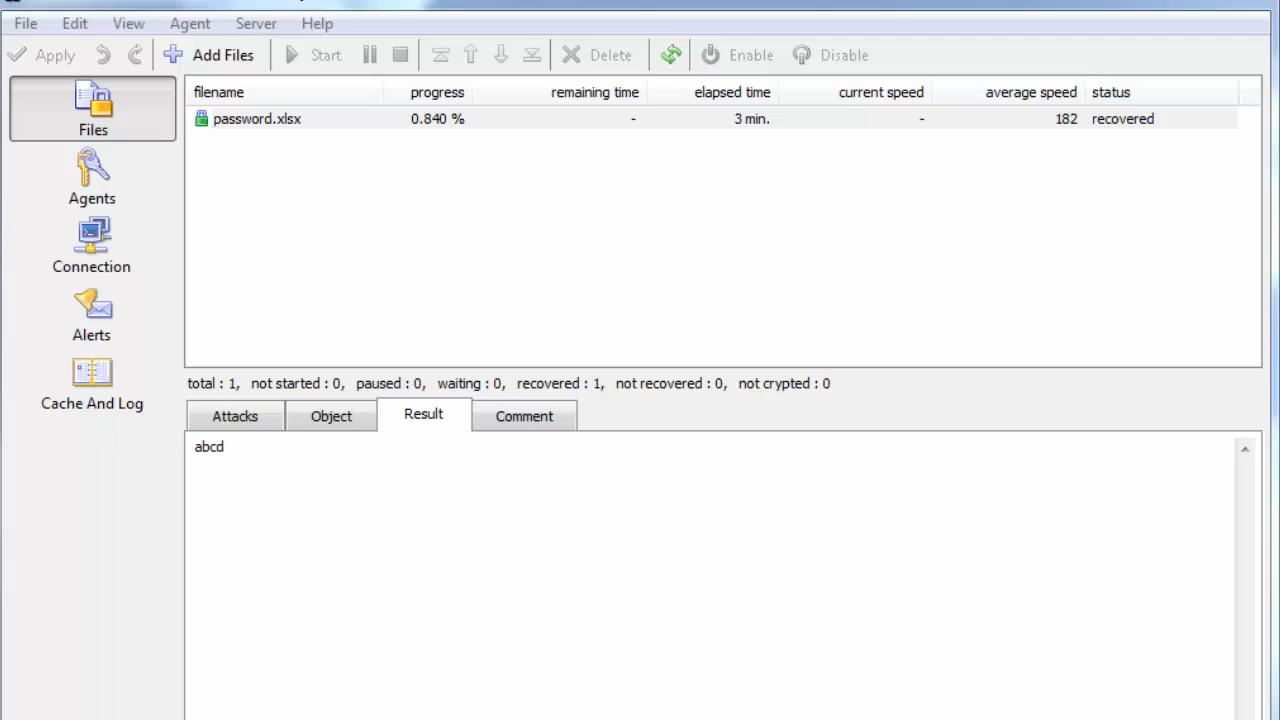 File Edit View Agent Server Help
Apply Add Files Start Delete Enable Disable
Files
Agents
Connection
Alerts
Cache And Log
filename progress remaining time elapsed time current speed average speed status
password.xlsx 0.840 % - 3 min. - 182 recovered
total : 1, not started : 0, paused : 0, waiting : 0, recovered : 1, not recovered : 0, not crypted : 0
Attacks Object Result Comment
abcd